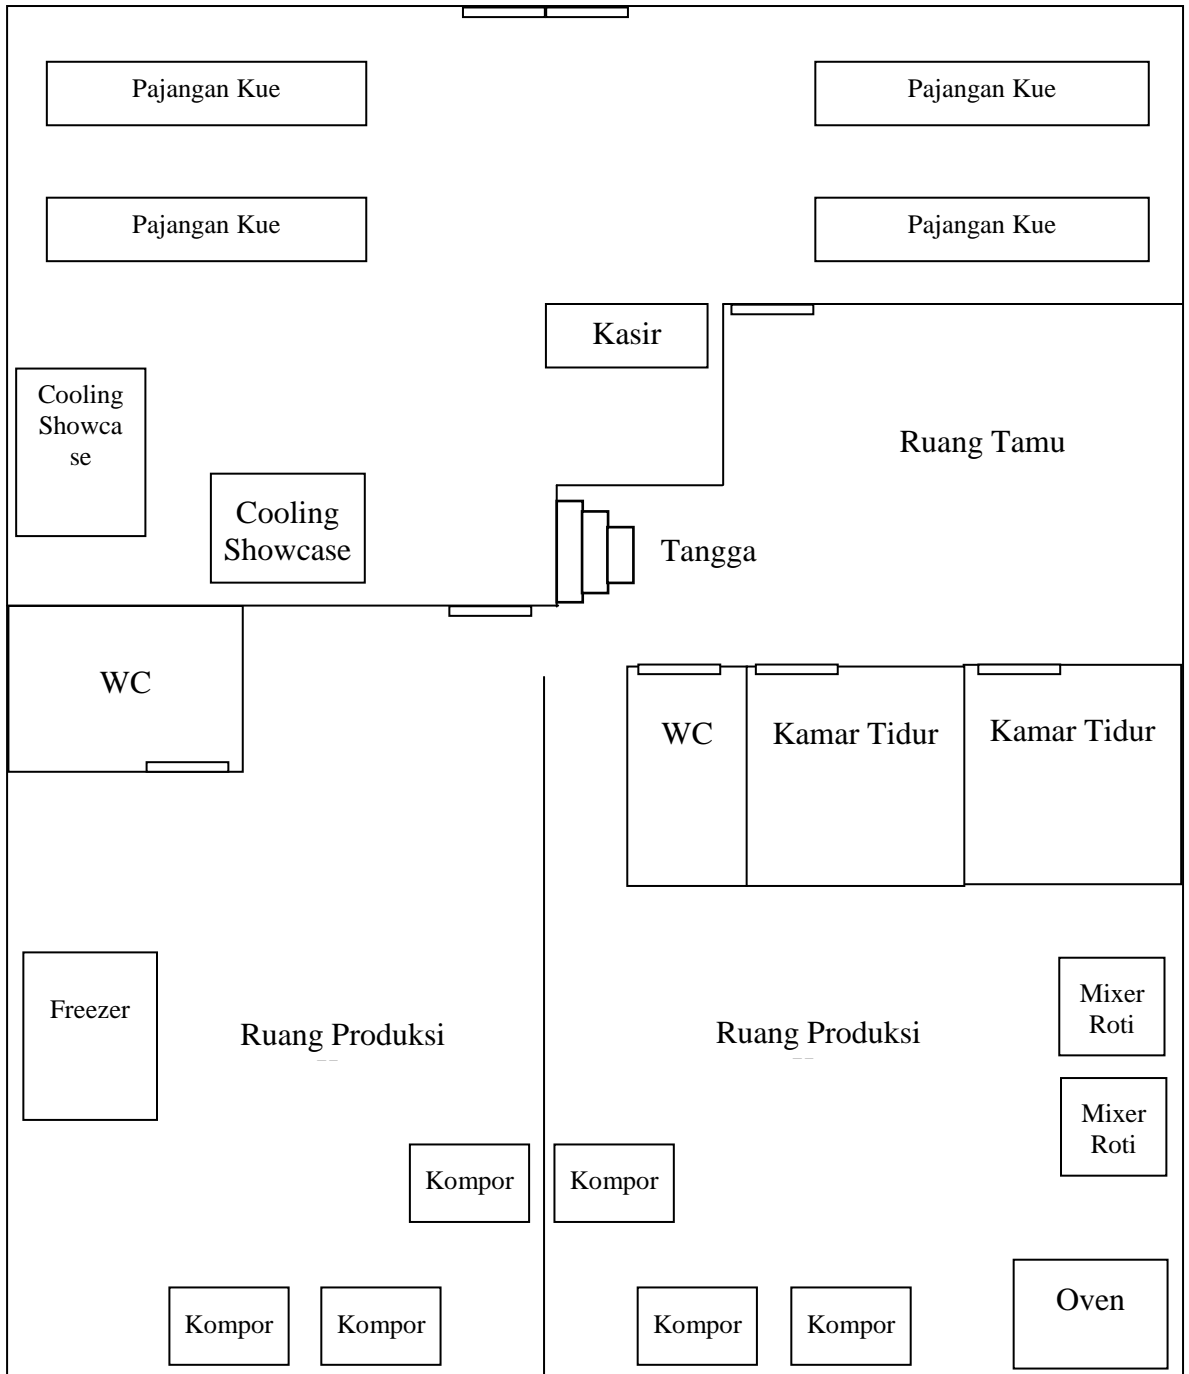 Pajangan Kue
Pajangan Kue
Pajangan Kue
Pajangan Kue
Kasir
Cooling
Showca
se
Ruang Tamu
Cooling
Showcase
Tangga
WC
WC
Kamar Tidur
Kamar Tidur
Freezer
Ruang Produksi
Ruang Produksi
Mixer
Roti
Mixer
Roti
Kompor
Kompor
Oven
Kompor
Kompor
Kompor
Kompor